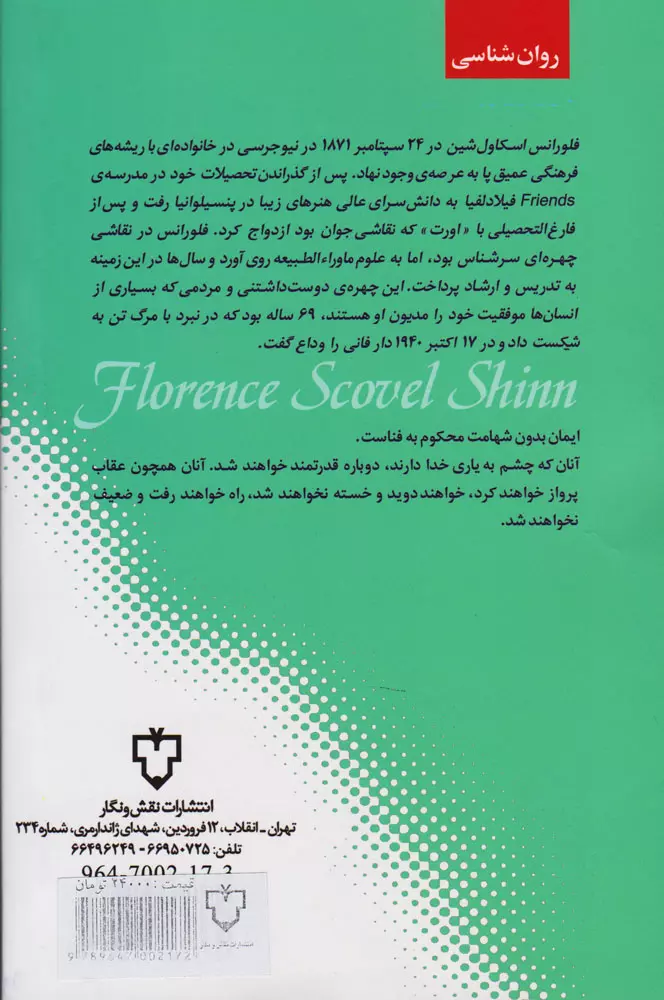 روان‌شناسی
فلورانس اسکاول‌شین در ۲۴ سپتامبر ۱۸۷۱ در نیوجرسی در خانواده‌ای با ریشه‌های
فرهنگی عمیق پا به عرصه‌ی وجود نهاد. پس از گذراندن تحصیلات خود در مدرسه‌ی
Friends فیلادلفیا به دانش‌سرای عالی هنرهای زیبا در پنسیلوانیا رفت و پس از
فارغ‌التحصیلی با «اورت» که نقاشی جوان بود ازدواج کرد. فلورانس در نقاشی
چهره‌ای سرشناس بود، اما به علوم ماوراءالطبیعه روی آورد و سال‌ها در این زمینه
به تدریس و ارشاد پرداخت. این چهره‌ی دوست‌داشتنی و مردمی که بسیاری از
انسان‌ها موفقیت خود را مدیون او هستند، ۶۹ ساله بود که در نبرد با مرگ تن به
شکست داد و در ۱۷ اکتبر ۱۹۴۰ دار فانی را وداع گفت.
Florence Scovel Shinn
ایمان بدون شهامت محکوم به فناست.
آنان که چشم به یاری خدا دارند، دوباره قدرتمند خواهند شد. آنان همچون عقاب
پرواز خواهند کرد، خواهند دوید و خسته نخواهند شد، راه خواهند رفت و ضعیف
نخواهند شد.
انتشارات نقش‌و‌نگار
تهران ـ انقلاب، ۱۲ فروردین، شهدای ژاندارمری، شماره ۲۳۴
تلفن: ۶۶۹۵۰۷۲۵ - ۶۶۴۹۶۲۴۹
964-7002-17-3
قیمت: ۲۴۰۰۰ تومان
انتشارات نقش و نگار
9 789647 002172